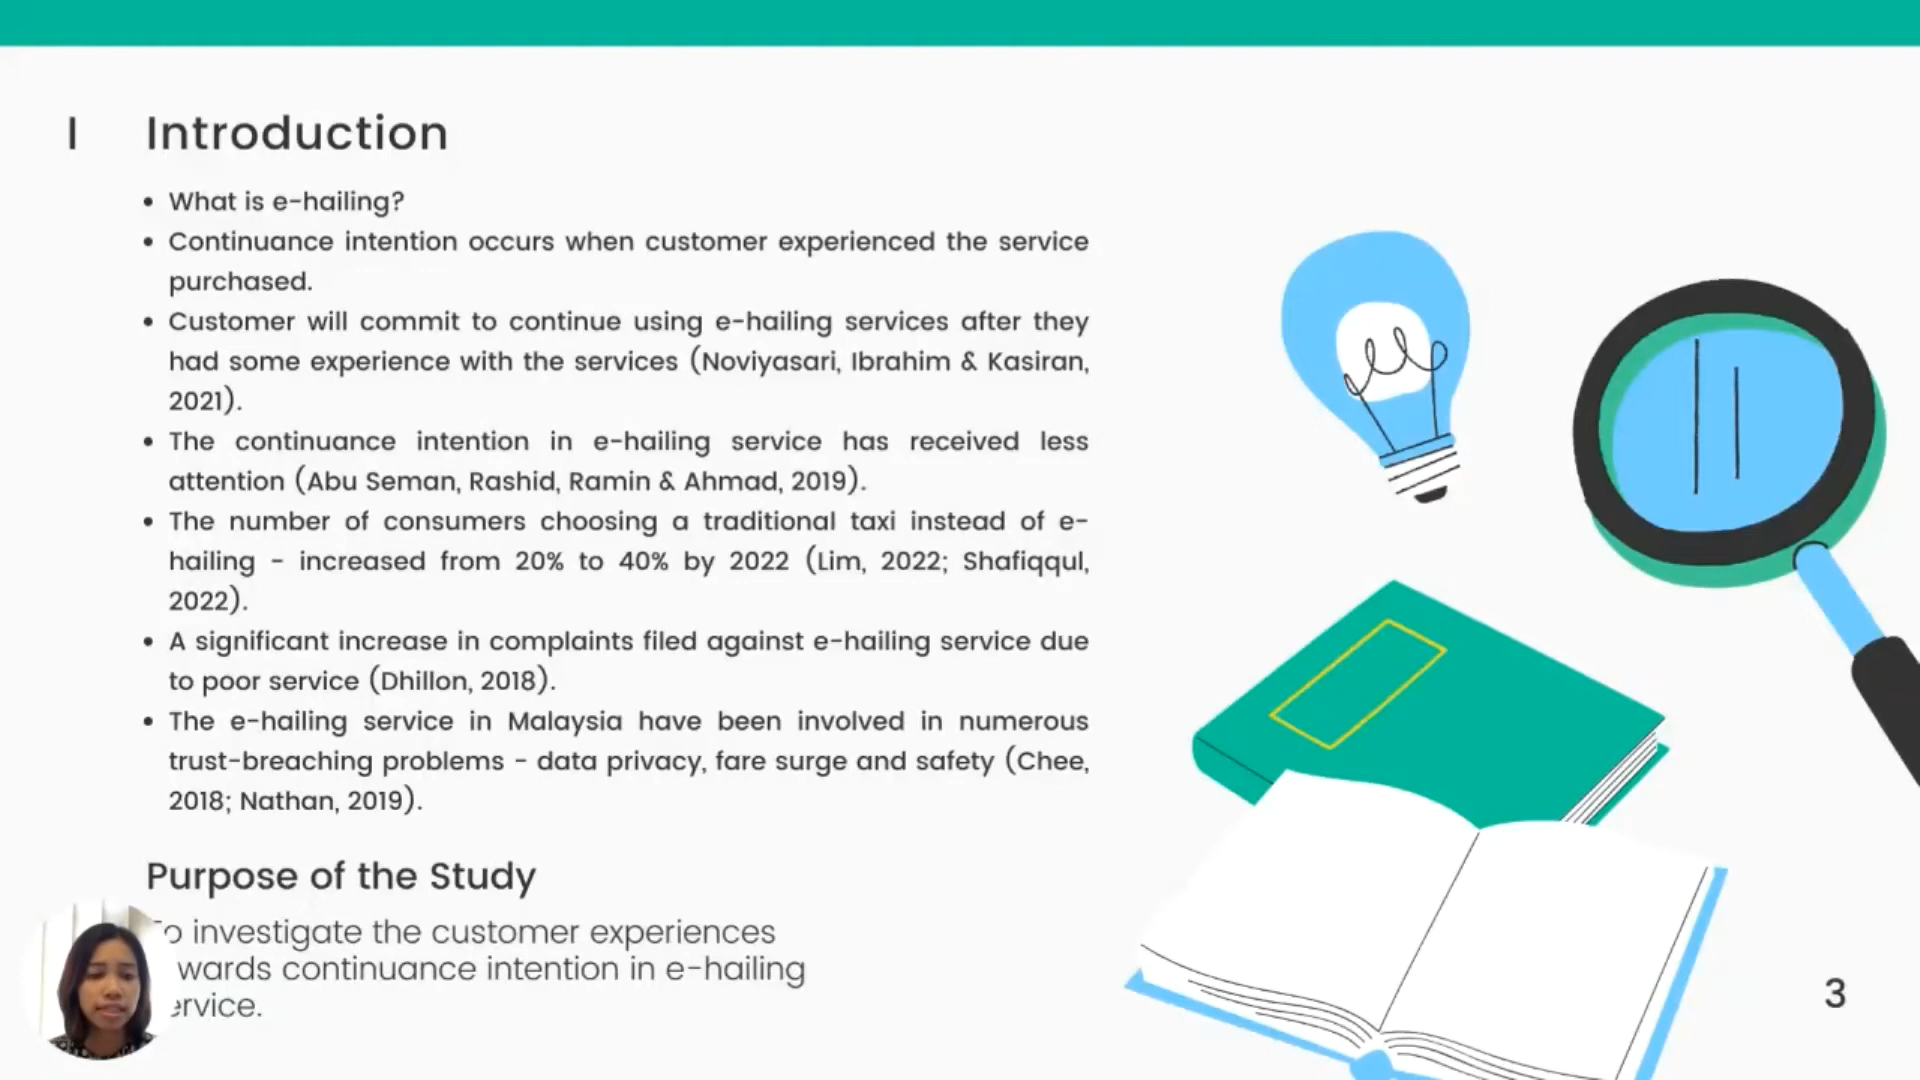 I Introduction
• What is e-hailing?
• Continuance intention occurs when customer experienced the service
purchased.
• Customer will commit to continue using e-hailing services after they
had some experience with the services (Noviyasari, Ibrahim & Kasiran,
2021).
• The continuance intention in e-hailing service has received less
attention (Abu Seman, Rashid, Ramin & Ahmad, 2019).
• The number of consumers choosing a traditional taxi instead of e-
hailing - increased from 20% to 40% by 2022 (Lim, 2022; Shafiqqul,
2022).
• A significant increase in complaints filed against e-hailing service due
to poor service (Dhillon, 2018).
• The e-hailing service in Malaysia have been involved in numerous
trust-breaching problems - data privacy, fare surge and safety (Chee,
2018; Nathan, 2019).
Purpose of the Study
To investigate the customer experiences
wards continuance intention in e-hailing
ervice.
3